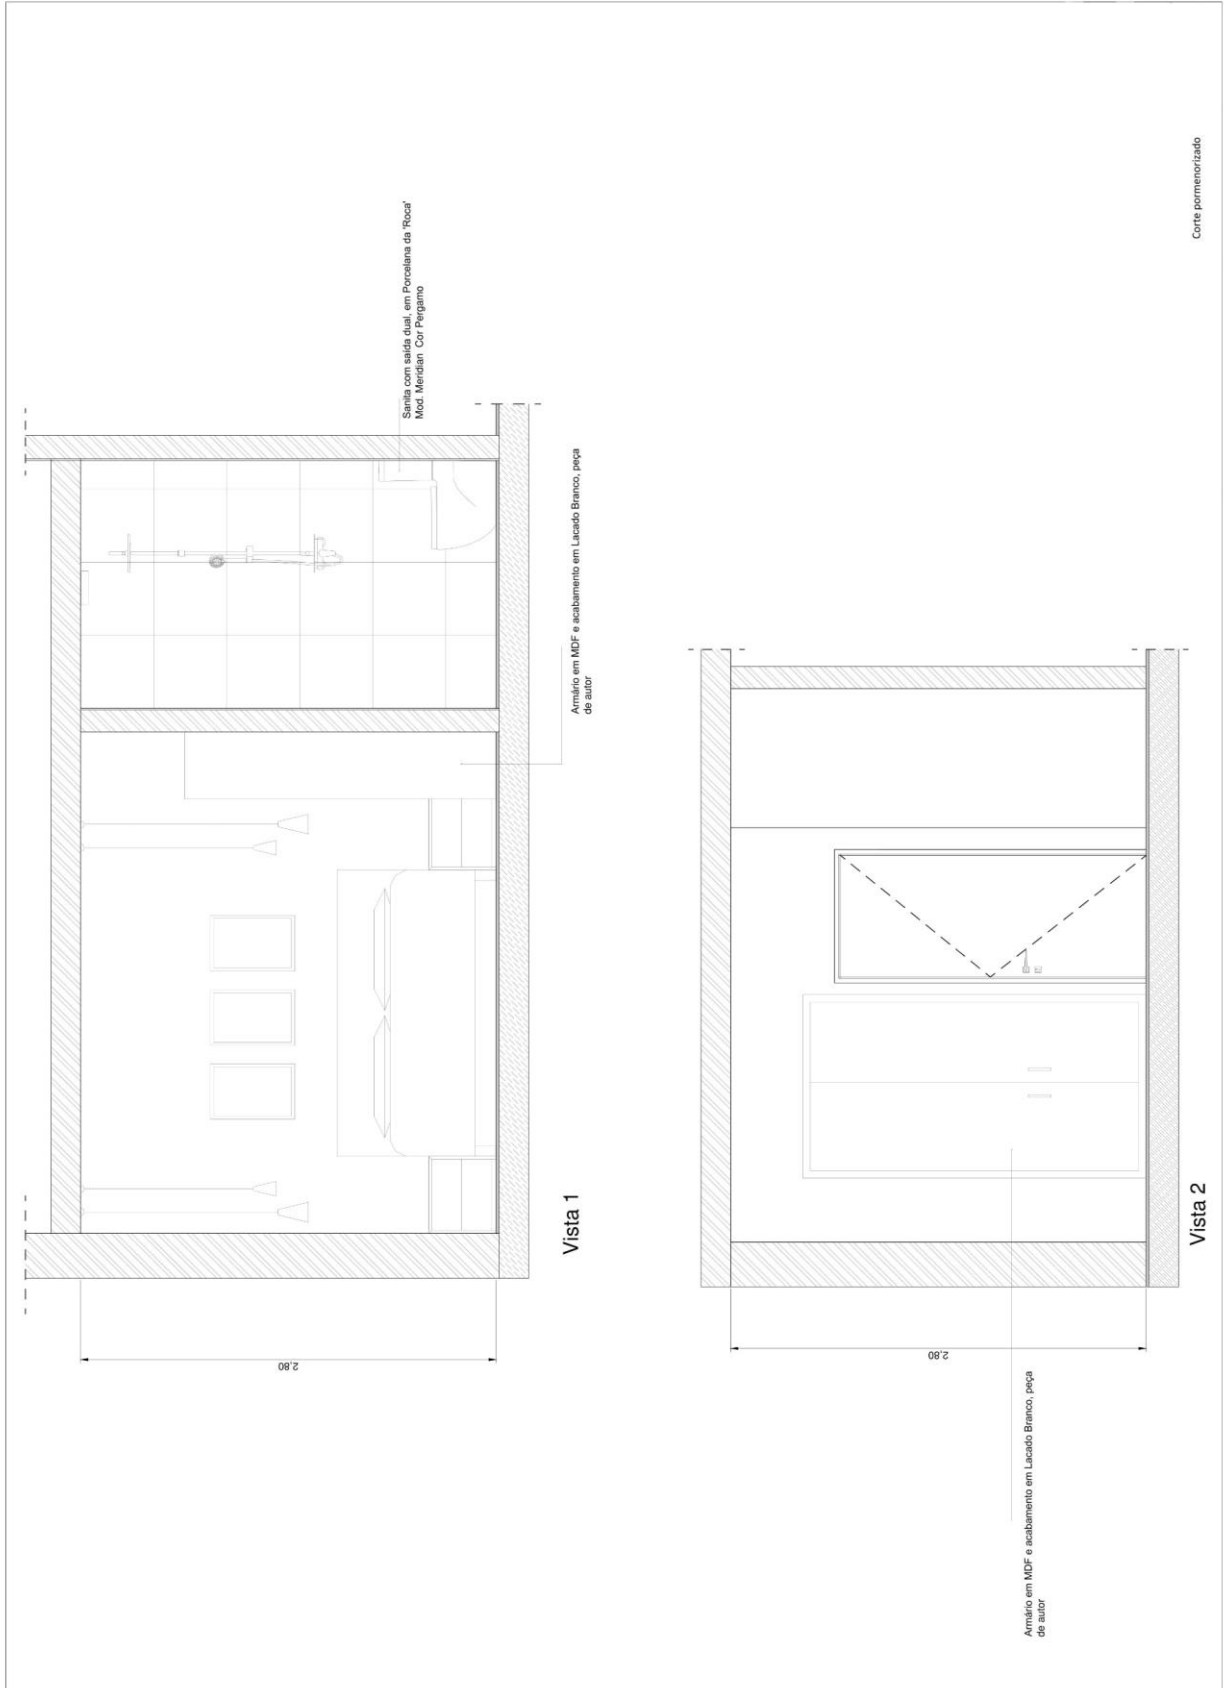 Sanita com saída dual, em Porcelana da 'Roca'
Mod. Meridian Cor Pergamo
Armário em MDF e acabamento em Lacado Branco, peça
de autor
2,80
Vista 1
Armário em MDF e acabamento em Lacado Branco, peça
de autor
2,80
Vista 2
Corte pormenorizado